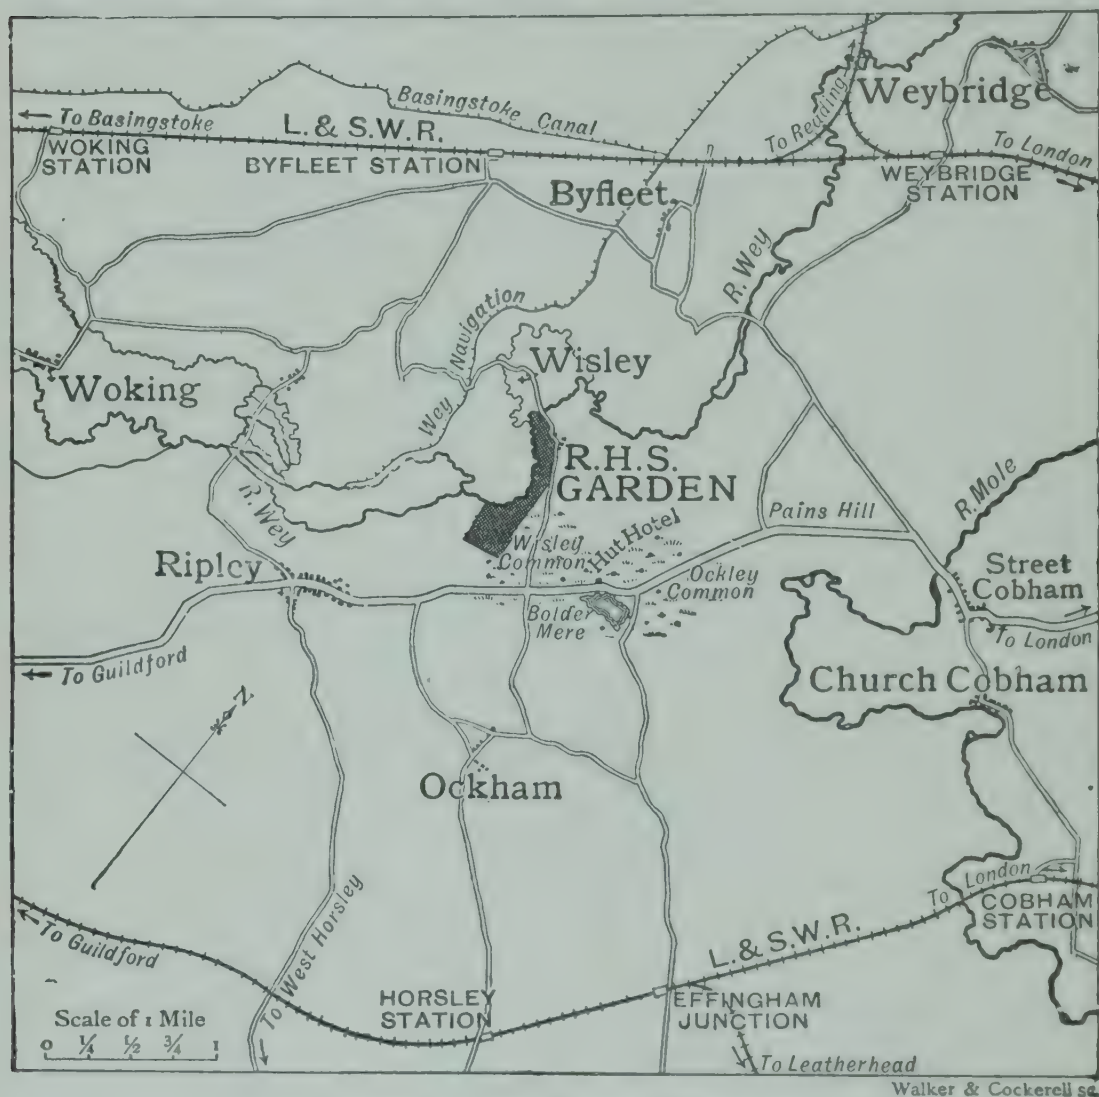 Weybridge
Basingstoke Canal
To Basingstoke
L. & S.W.R.
To Reading
To London
WOKING
STATION
BYFLEET STATION
WEYBRIDGE
STATION
Byfleet
R. Wey
Navigation
Wisley
Woking
Wey
R.H.S.
GARDEN
R. Mole
R. Wey
Pains Hill
Hut Hotel
Wisley
Common
Ripley
Ockley
Common
Street
Cobham
Bolder
Mere
To London
To Guildford
Church Cobham
N
Ockham
To London
COBHAM
STATION
To Guildford
To West Horsley
L. & S.W.R.
HORSLEY
STATION
EFFINGHAM
JUNCTION
Scale of 1 Mile
0 ¼ ½ ¾ 1
To Leatherhead
Walker & Cockerell sc.